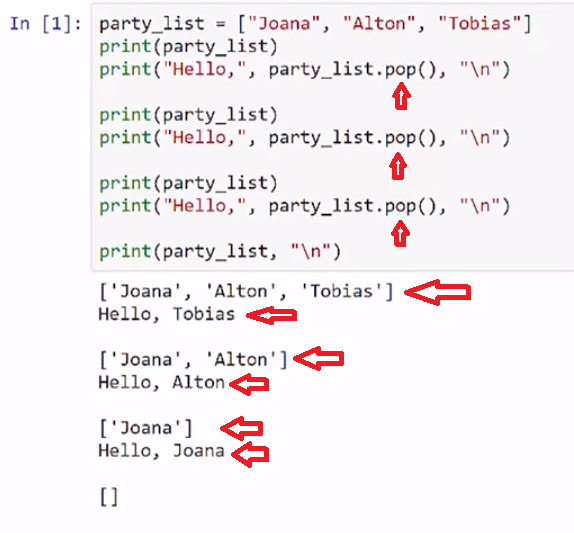 In [1]: party_list = ["Joana", "Alton", "Tobias"]
print(party_list)
print("Hello,", party_list.pop(), "\n")
print(party_list)
print("Hello,", party_list.pop(), "\n")
print(party_list)
print("Hello,", party_list.pop(), "\n")
print(party_list, "\n")
['Joana', 'Alton', 'Tobias']
Hello, Tobias
['Joana', 'Alton']
Hello, Alton
['Joana']
Hello, Joana
[]